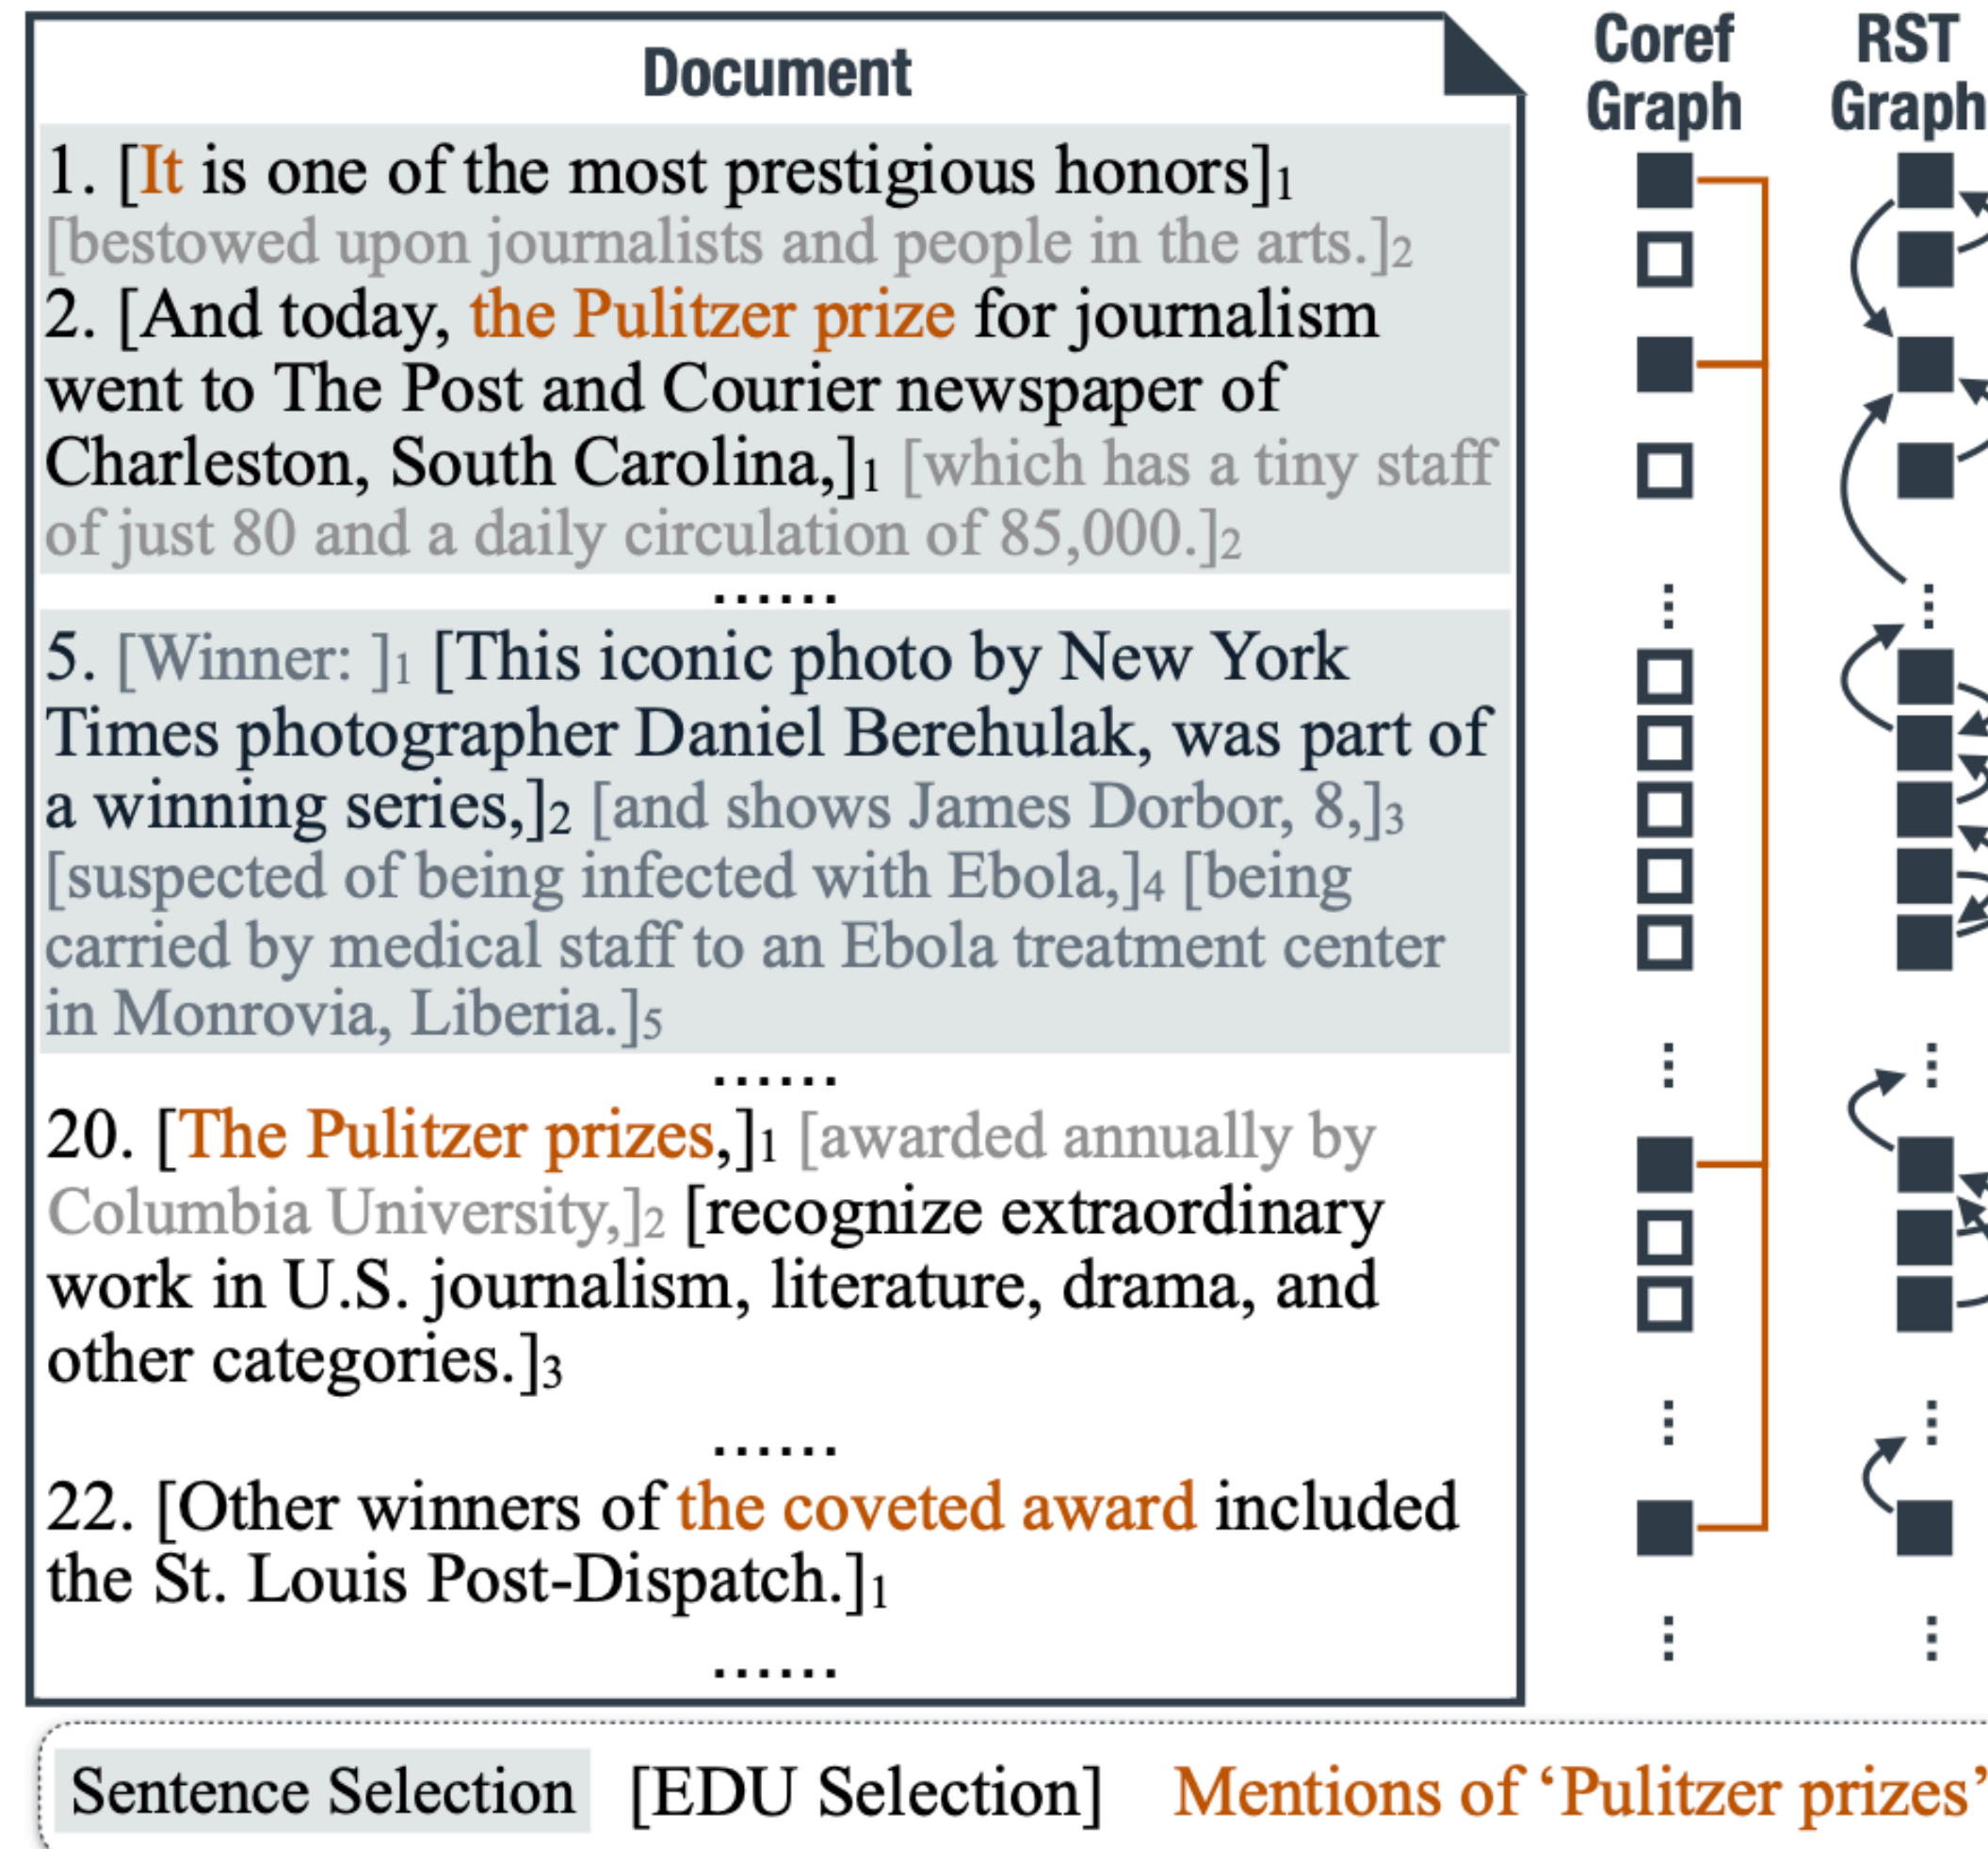 Document
Coref
Graph
RST
Graph
1. [It is one of the most prestigious honors]1
[bestowed upon journalists and people in the arts.]2
2. [And today, the Pulitzer prize for journalism
went to The Post and Courier newspaper of
Charleston, South Carolina,]1 [which has a tiny staff
of just 80 and a daily circulation of 85,000.]2
......
5. [Winner: ]1 [This iconic photo by New York
Times photographer Daniel Berehulak, was part of
a winning series,]2 [and shows James Dorbor, 8,]3
[suspected of being infected with Ebola,]4 [being
carried by medical staff to an Ebola treatment center
in Monrovia, Liberia.]5
......
20. [The Pulitzer prizes,]1 [awarded annually by
Columbia University,]2 [recognize extraordinary
work in U.S. journalism, literature, drama, and
other categories.]3
......
22. [Other winners of the coveted award included
the St. Louis Post-Dispatch.]1
......
Sentence Selection [EDU Selection] Mentions of ‘Pulitzer prizes’